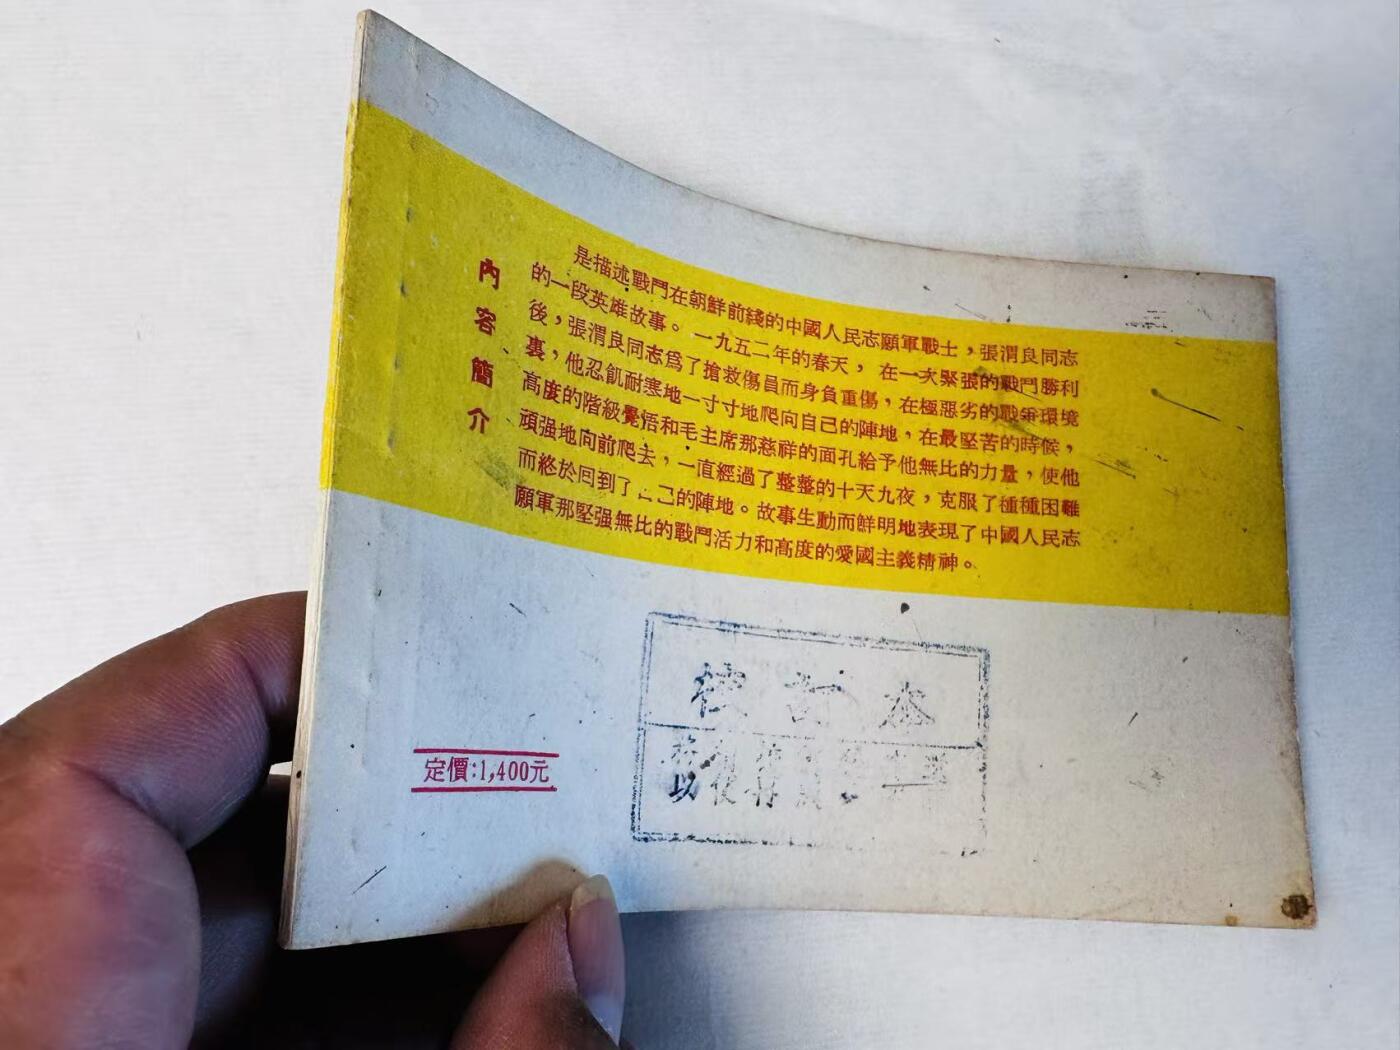 內容簡介
是描述戰鬥在朝鮮前綫的中國人民志願軍戰士，張渭良同志
的一段英雄故事。一九五二年的春天，在一次緊張的戰鬥勝利
後，張渭良同志爲了搶救傷員而身負重傷，在極惡劣的戰爭環境
裏，他忍飢耐寒地一寸寸地爬向自己的陣地，在最堅苦的時候，
高度的階級覺悟和毛主席那慈祥的面孔給予他無比的力量，使他
頑强地向前爬去，一直經過了整整的十天九夜，克服了種種困難
而終於囘到了自己的陣地。故事生動而鮮明地表現了中國人民志
願軍那堅强無比的戰鬥活力和高度的愛國主義精神。
定價:1,400元
訂本
以便